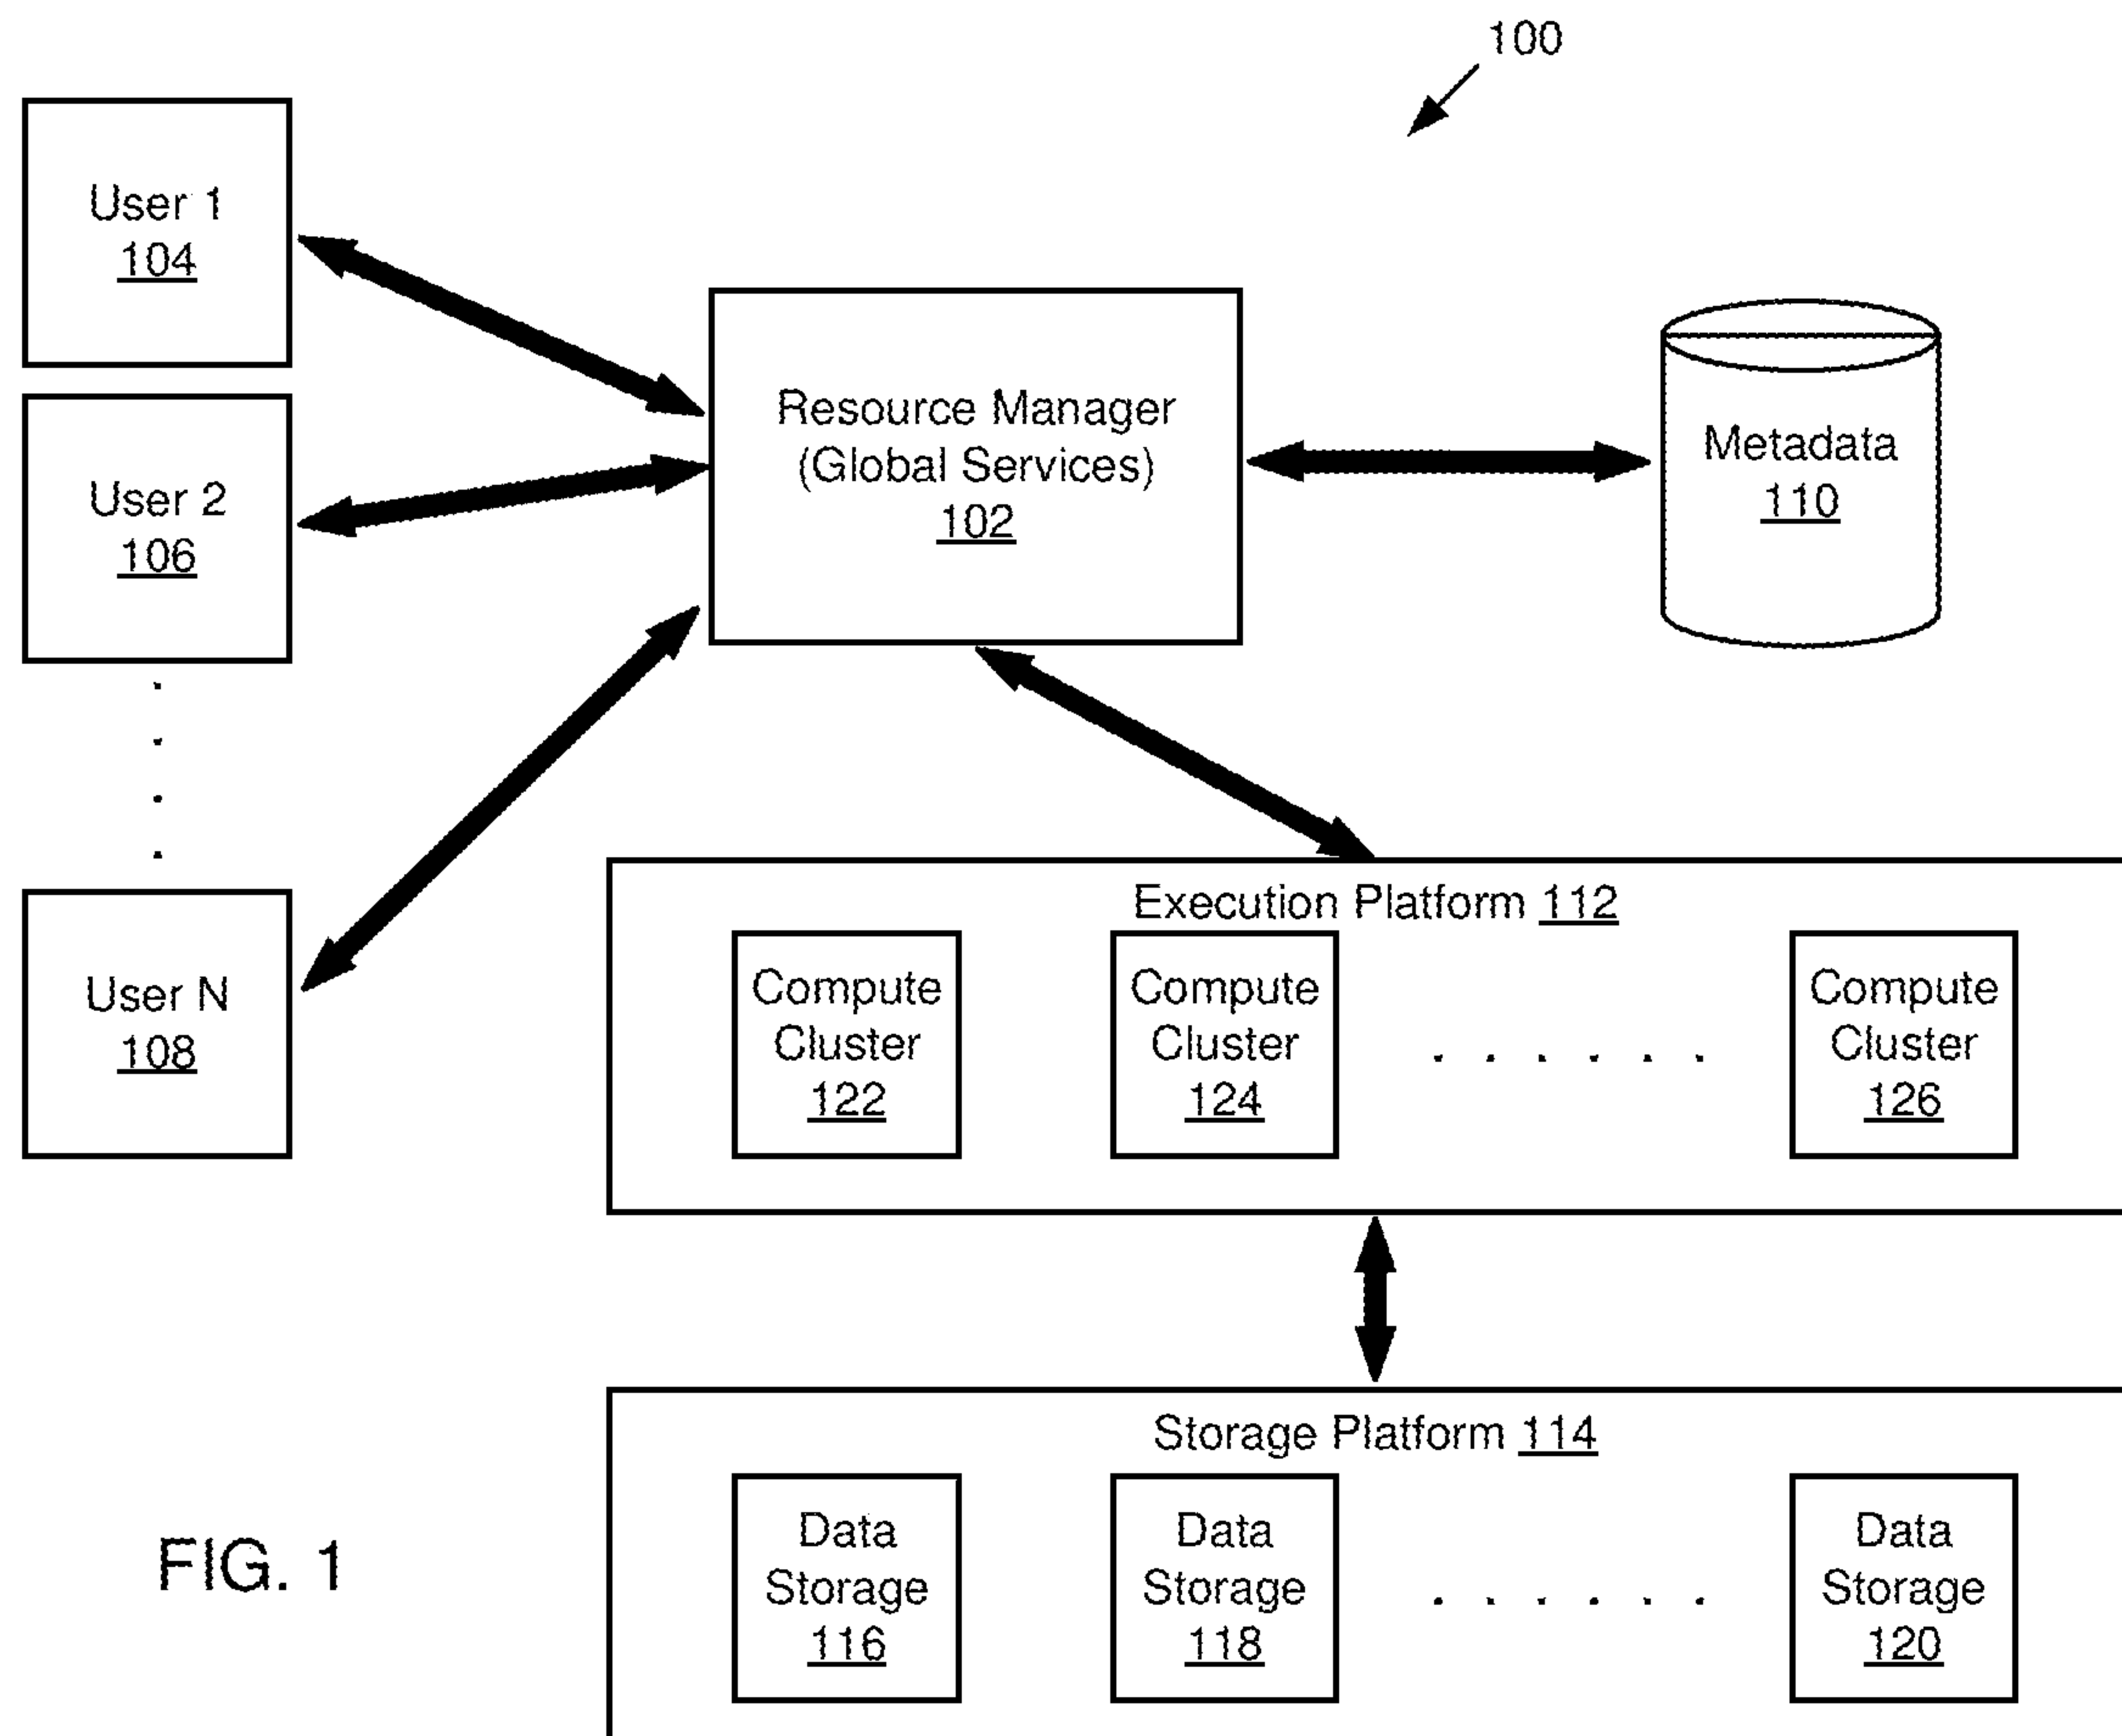 100
User 1
104
User 2
106
.
.
.
.
User N
108
Resource Manager
(Global Services)
102
Metadata
110
Execution Platform 112
Compute
Cluster
122
Compute
Cluster
124
. . . . . .
Compute
Cluster
126
Storage Platform 114
Data
Storage
116
Data
Storage
118
. . . . . .
Data
Storage
120
FIG. 1